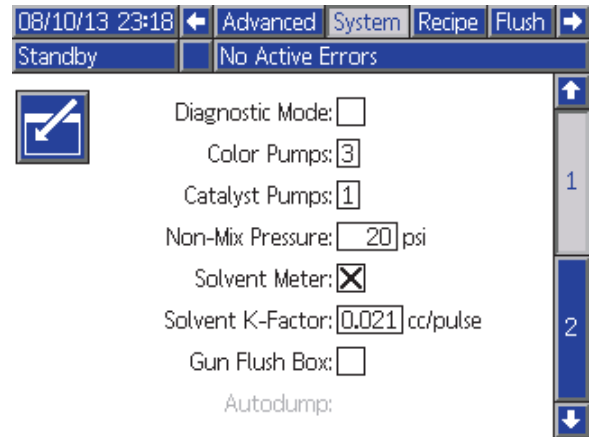 08/10/13 23:18 Advanced System Recipe Flush
Standby No Active Errors
Diagnostic Mode:
Color Pumps: 3
1
Catalyst Pumps: 1
Non-Mix Pressure: 20 psi
Solvent Meter:
Solvent K-Factor: 0.021 cc/pulse
2
Gun Flush Box:
Autodump: